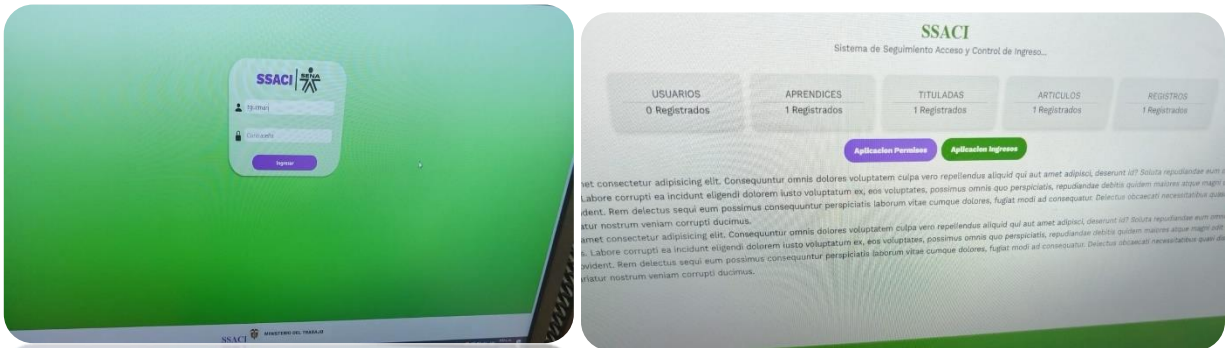 SSACI
SENA
Ingresar
SSACI
MINISTERIO DEL TRABAJO
SSACI
Sistema de Seguimiento Acceso y Control de Ingreso...
USUARIOS
0 Registrados
APRENDICES
1 Registrados
TITULADAS
1 Registrados
ARTICULOS
1 Registrados
REGISTROS
1 Registrados
Aplicacion Permisos
Aplicacion Ingresos
met consectetur adipisicing elit. Consequuntur omnis dolores voluptatem culpa vero repellendus aliquid qui aut amet adipisci, deserunt id? Soluta repudiandae eum
Labore corrupti ea incidunt eligendi dolorem iusto voluptatum ex, eos voluptates, possimus omnis quo perspiciatis, repudiandae debitis quidem maiores atque magni
dent. Rem delectus sequi eum possimus consequuntur perspiciatis laborum vitae cumque dolores, fugiat modi ad consequatur. Delectus obcaecati necessitatibus
atur nostrum veniam corrupti ducimus.
amet consectetur adipisicing elit. Consequuntur omnis dolores voluptatem culpa vero repellendus aliquid qui aut amet adipisci, deserunt id? Soluta repudiandae eum
s. Labore corrupti ea incidunt eligendi dolorem iusto voluptatum ex, eos voluptates, possimus omnis quo perspiciatis, repudiandae debitis quidem maiores atque magni
ovident. Rem delectus sequi eum possimus consequuntur perspiciatis laborum vitae cumque dolores, fugiat modi ad consequatur. Delectus obcaecati necessitatibus
riatur nostrum veniam corrupti ducimus.